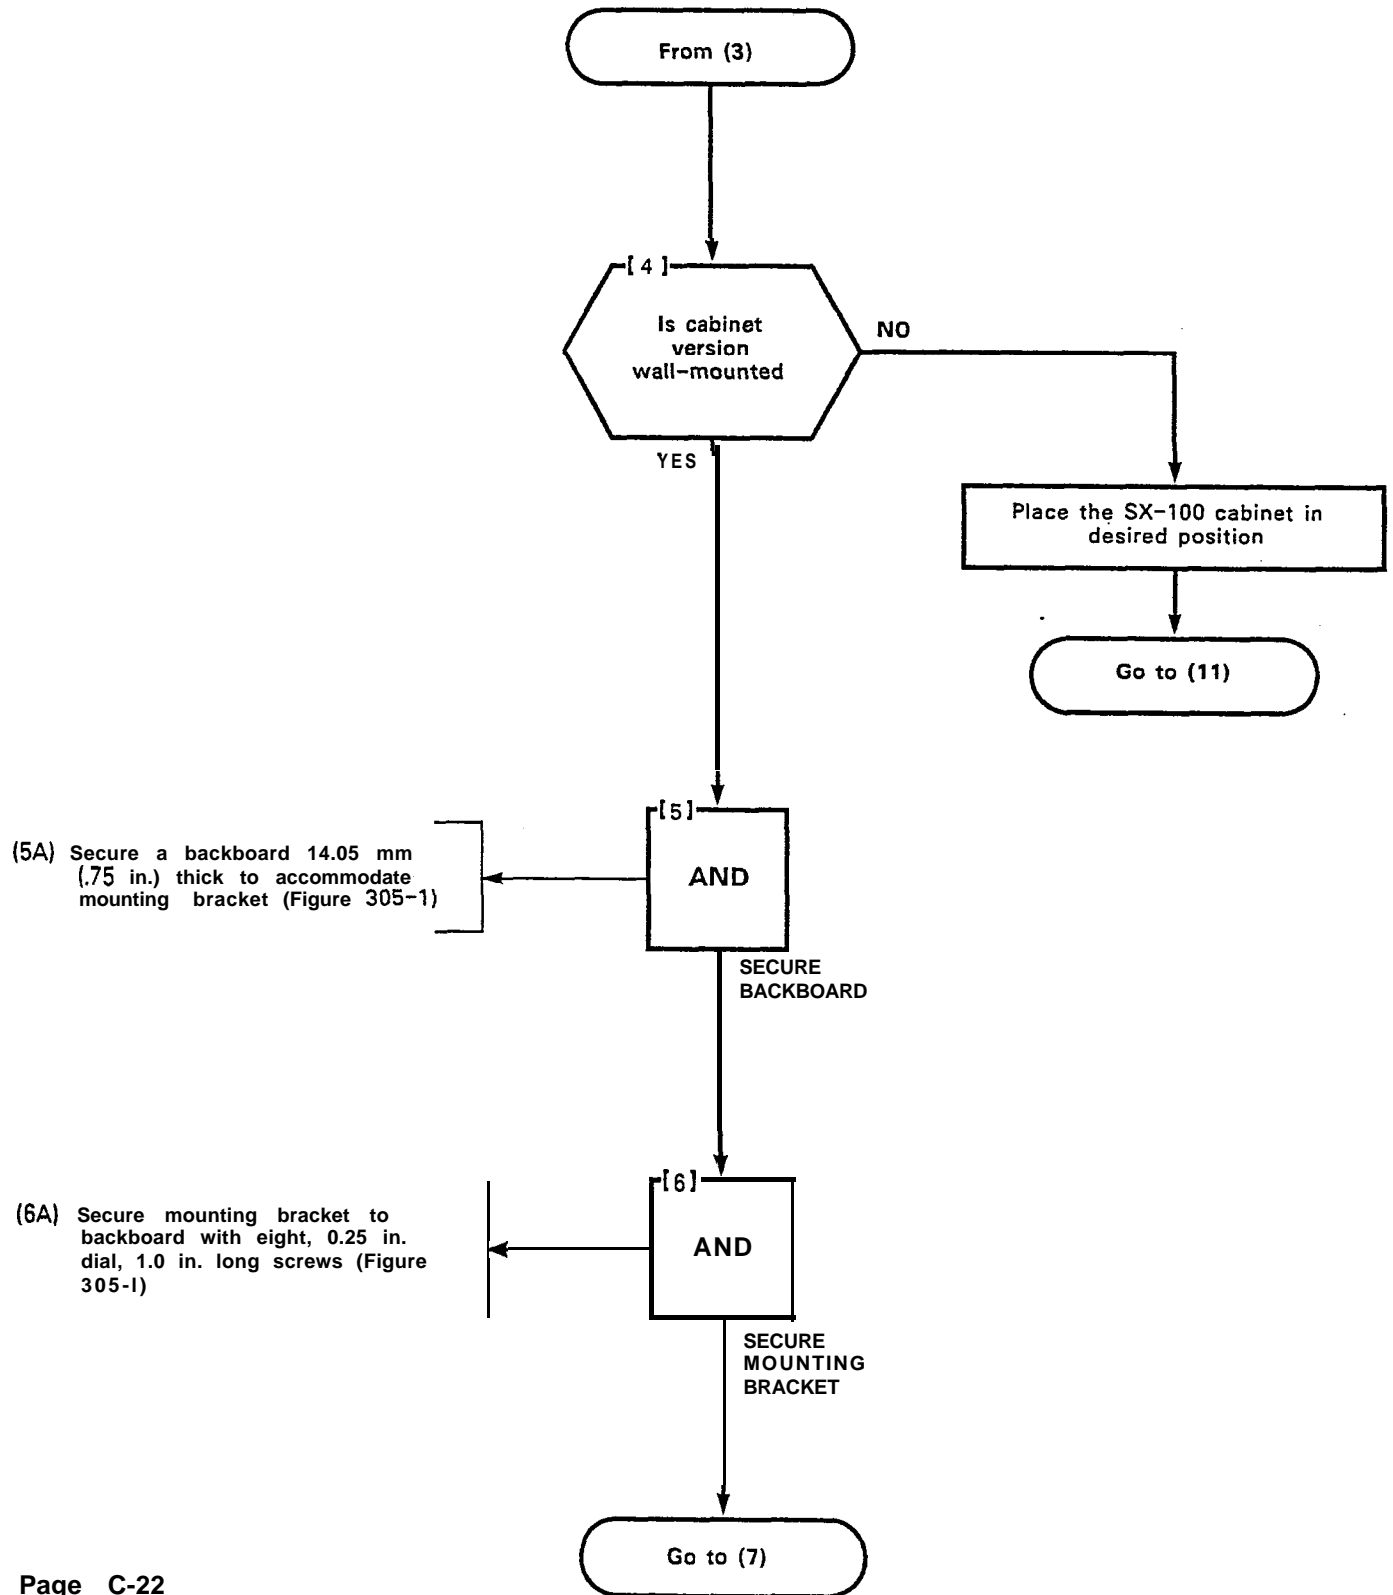 From (3)
[4]
Is cabinet
version
wall-mounted
NO
YES
Place the SX-100 cabinet in
desired position
Go to (11)
[5]
AND
(5A) Secure a backboard 14.05 mm
(.75 in.) thick to accommodate
mounting bracket (Figure 305-1)
SECURE
BACKBOARD
[6]
AND
(6A) Secure mounting bracket to
backboard with eight, 0.25 in.
dial, 1.0 in. long screws (Figure
305-I)
SECURE
MOUNTING
BRACKET
Go to (7)
Page C-22